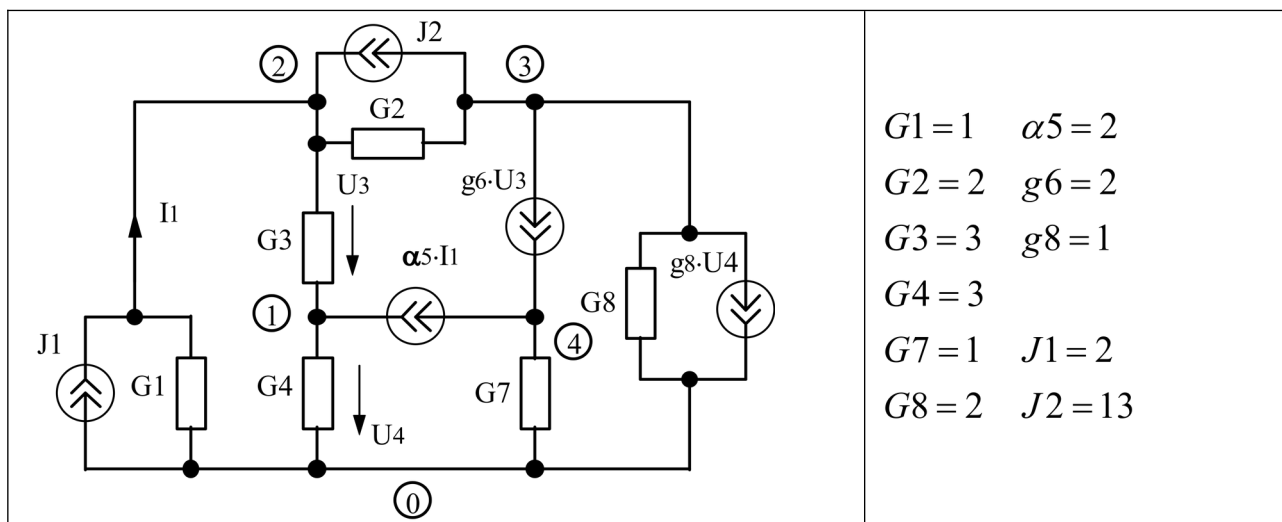 J2
2
3
G2
U3
g6·U3
I1
G3
α5·I1
g8·U4
G8
1
4
J1
G1
G4
G7
U4
0
G1 = 1 α5 = 2
G2 = 2 g6 = 2
G3 = 3 g8 = 1
G4 = 3
G7 = 1 J1 = 2
G8 = 2 J2 = 13